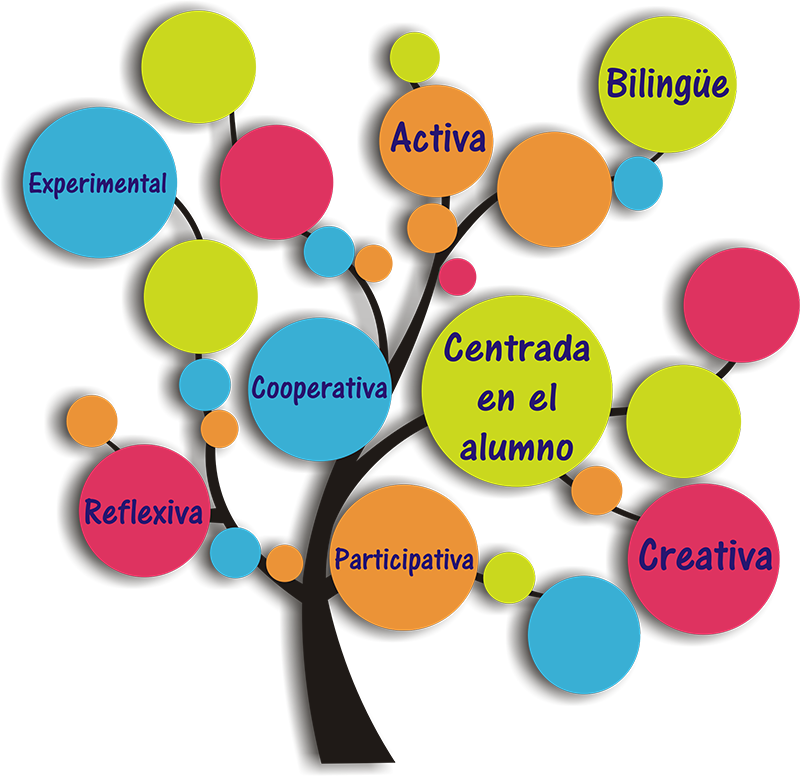 Bilingüe
Activa
Experimental
Centrada
en el
alumno
Cooperativa
Reflexiva
Participativa
Creativa